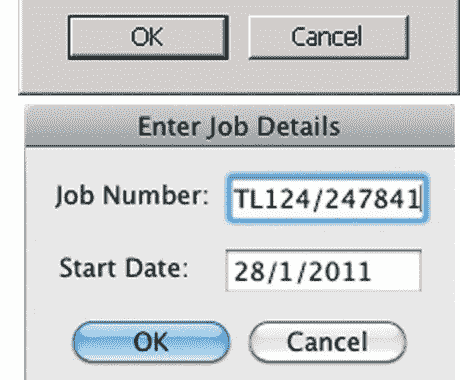 OK Cancel
Enter Job Details
Job Number: TL124/247841
Start Date: 28/1/2011
OK Cancel